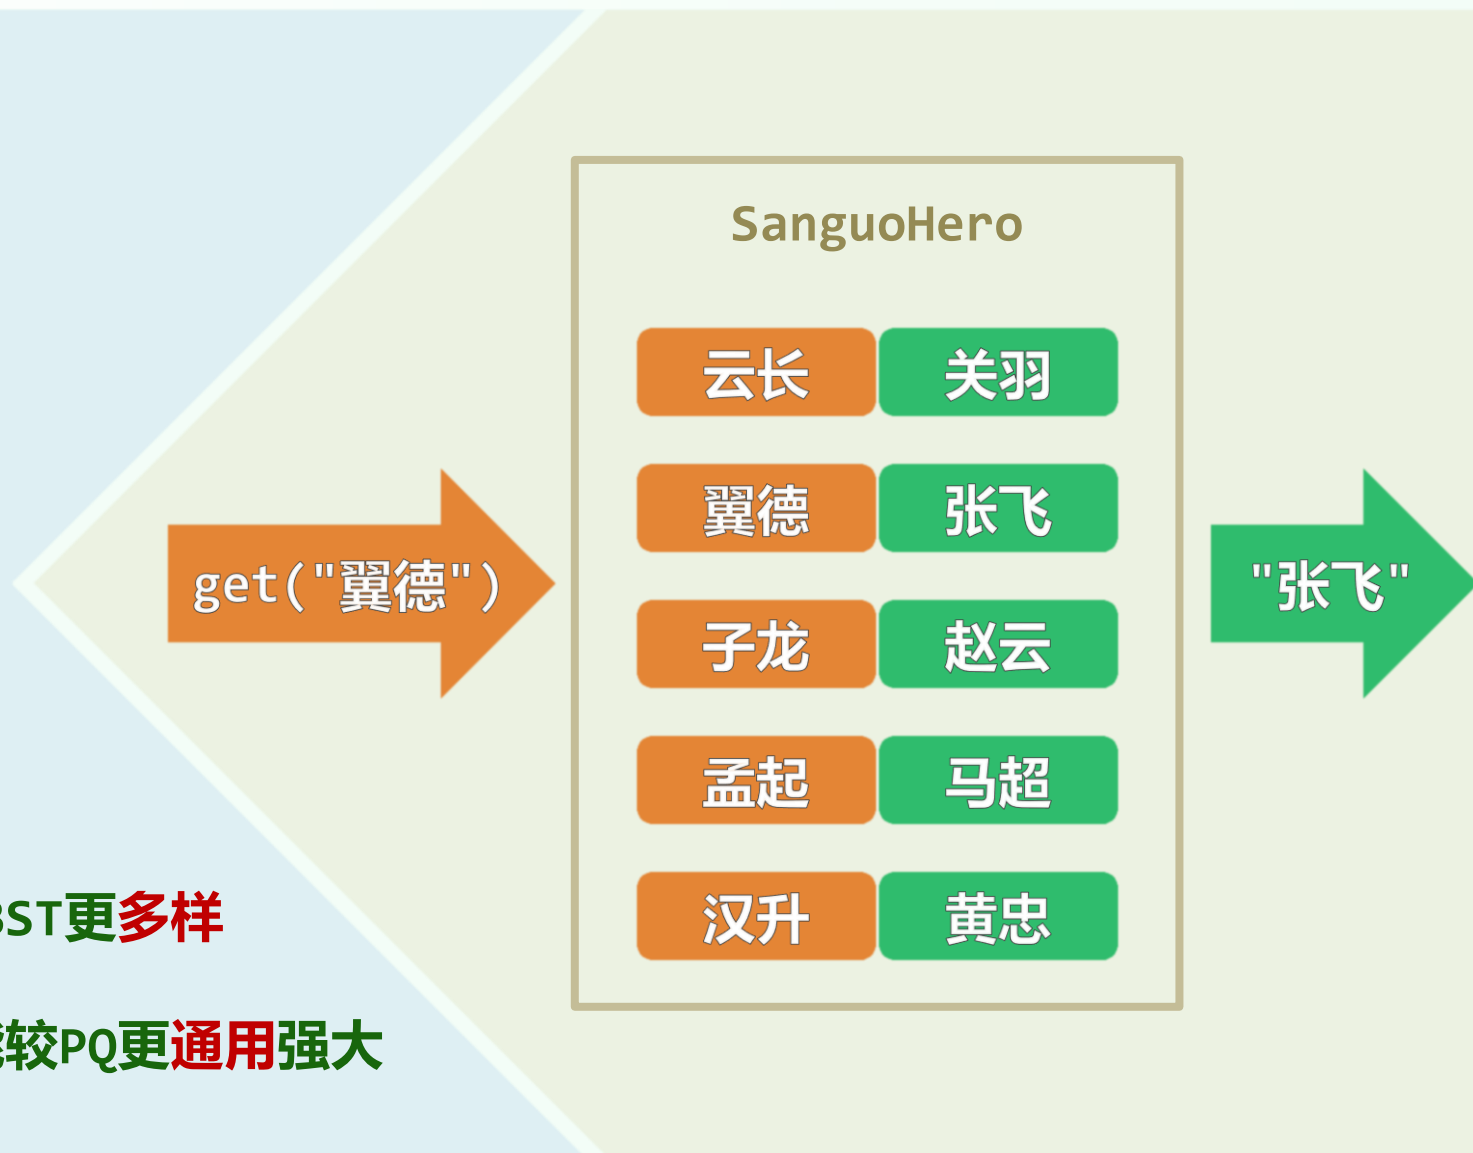 SanguoHero
云长 关羽
翼德 张飞
get("翼德")
"张飞"
子龙 赵云
孟起 马超
汉升 黄忠
BST更多样
较PQ更通用强大